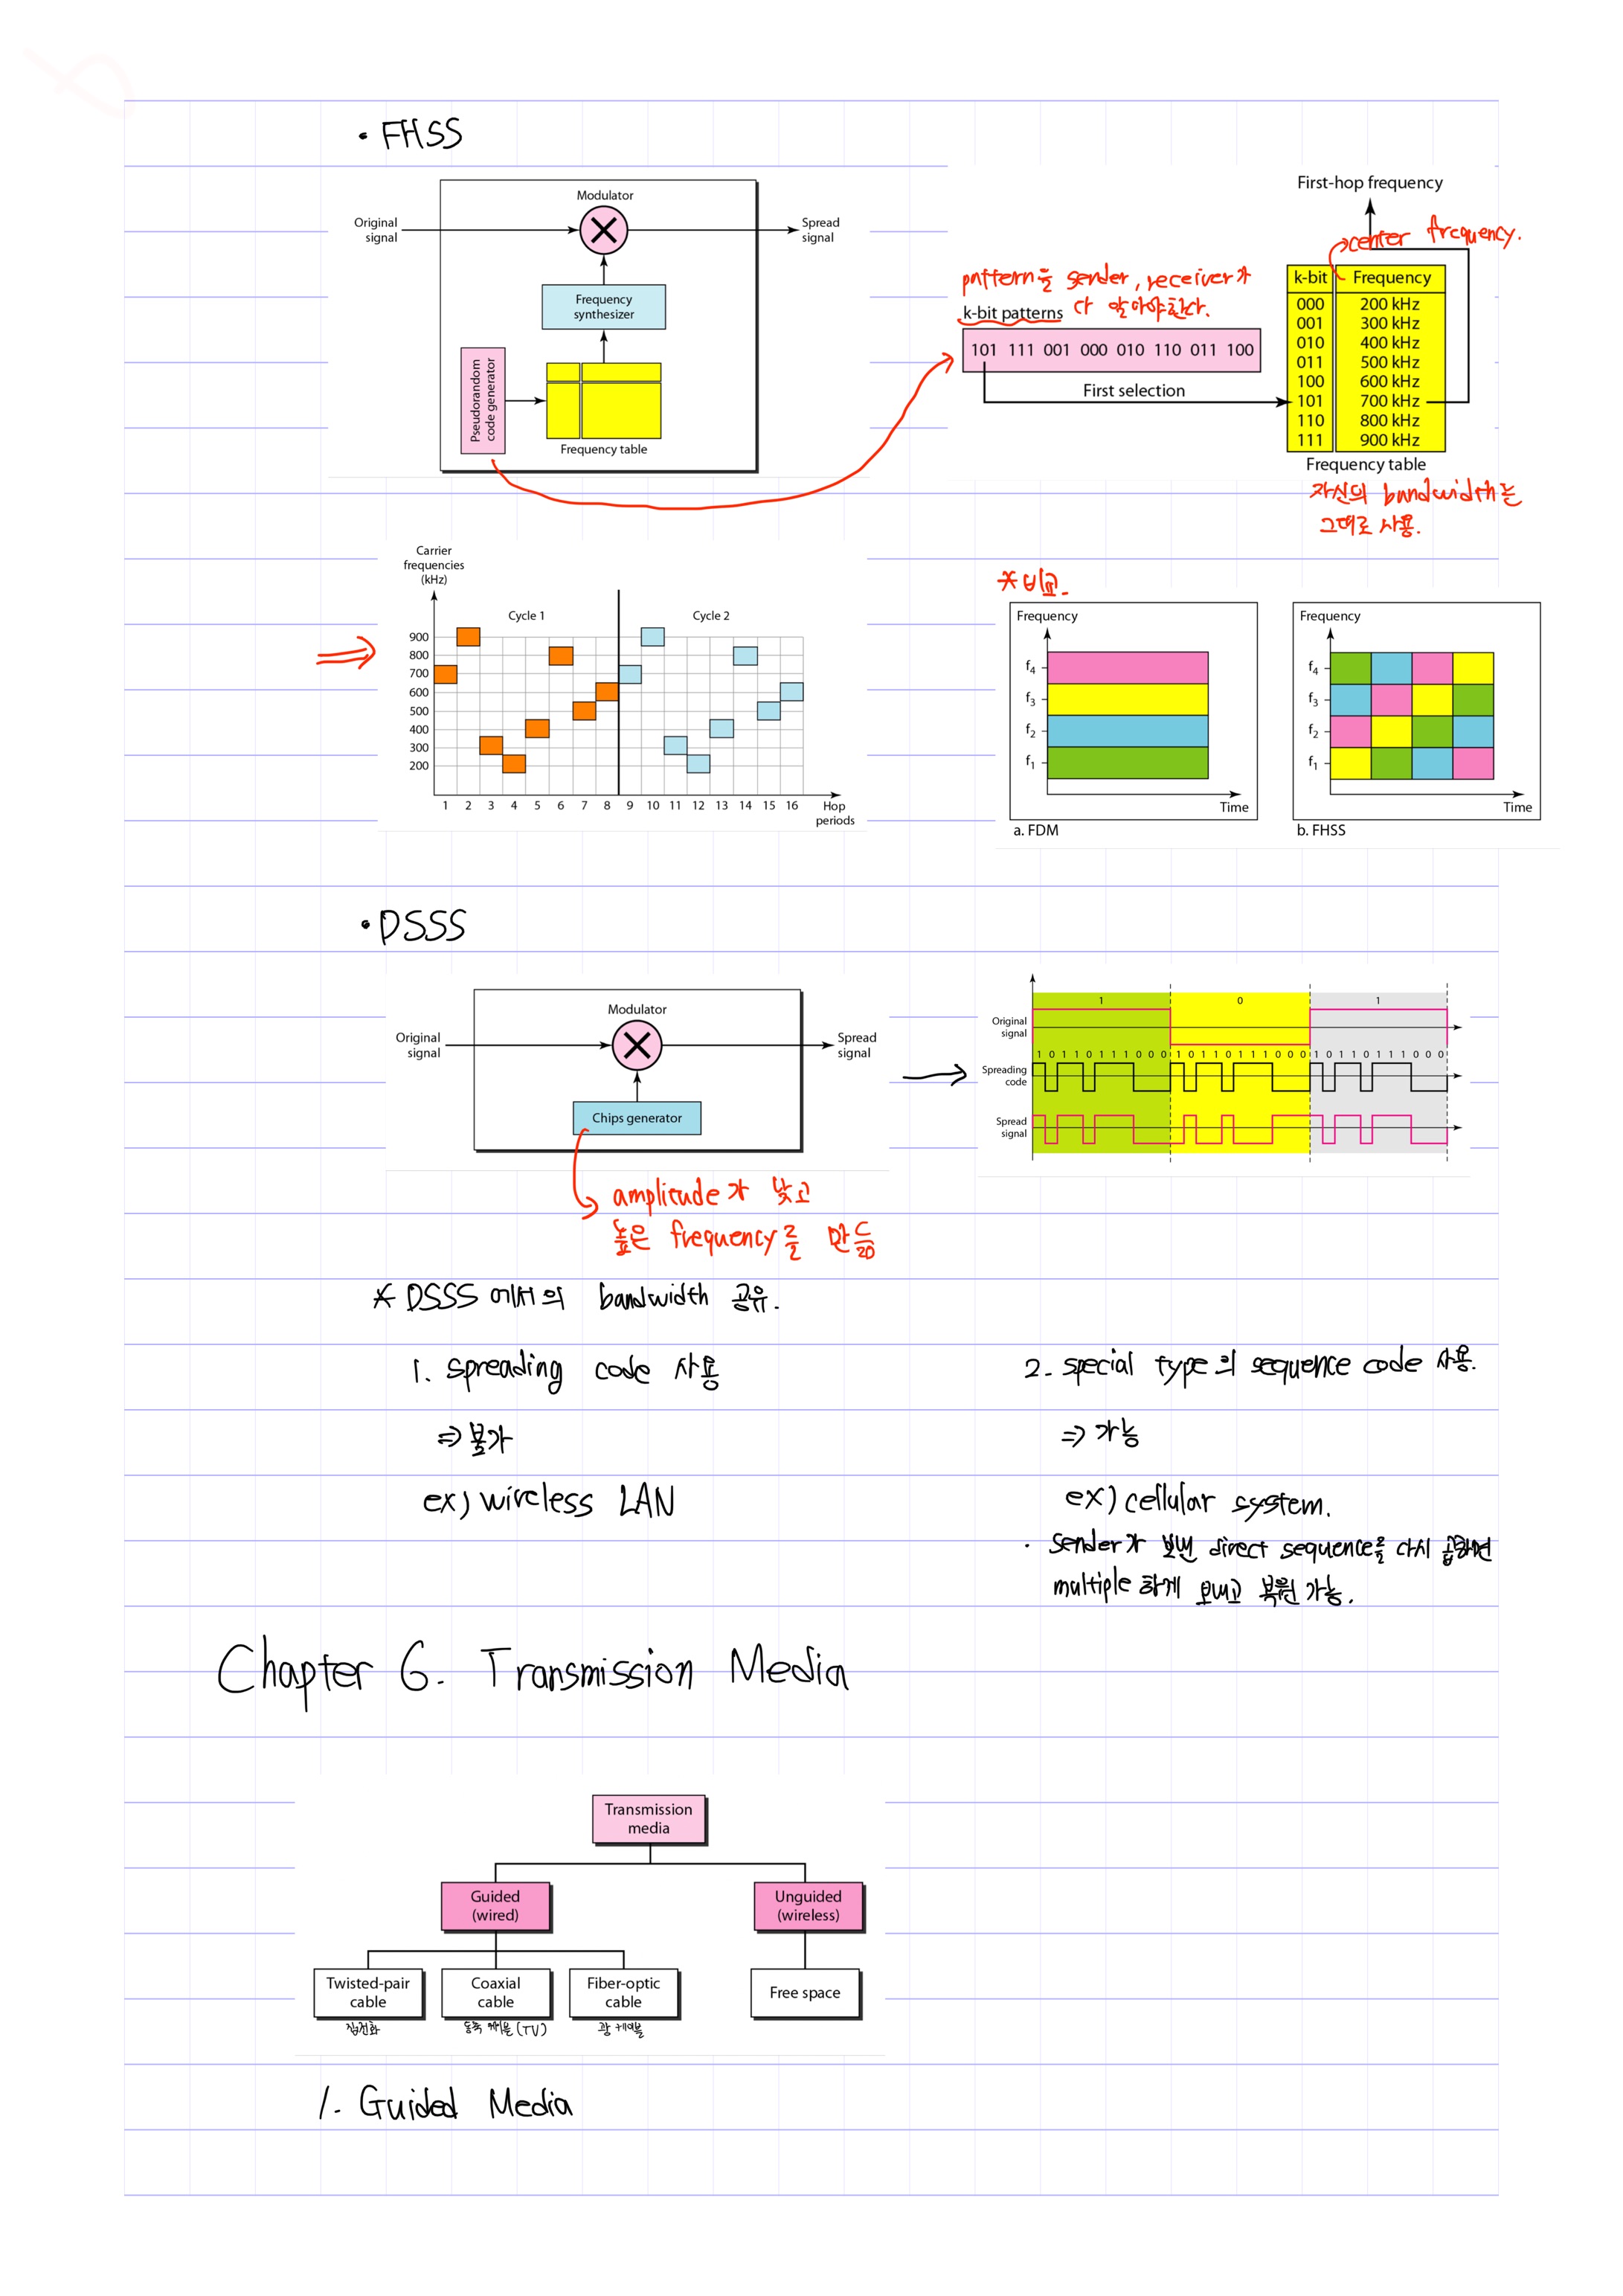 • FHSS
Modulator
Original
signal
Spread
signal
Frequency
synthesizer
Pseudorandom
code generator
Frequency table
First-hop frequency
center frequency.
pattern을 sender, receiver가
다 알아야한다.
k-bit patterns
101 111 001 000 010 110 011 100
First selection
k-bit Frequency
000 200 kHz
001 300 kHz
010 400 kHz
011 500 kHz
100 600 kHz
101 700 kHz
110 800 kHz
111 900 kHz
Frequency table
자신의 bandwidth는
그대로 사용.
Carrier
frequencies
(kHz)
Cycle 1 Cycle 2
900
800
700
600
500
400
300
200
1 2 3 4 5 6 7 8 9 10 11 12 13 14 15 16 Hop
periods
* 비교.
Frequency
f4
f3
f2
f1
Time
a. FDM
Frequency
f4
f3
f2
f1
Time
b. FHSS
• DSSS
Modulator
Original
signal
Spread
signal
Chips generator
amplitude가 낮고
높은 frequency를 만듦
1 0 1
Original
signal
1 0 1 1 0 1 1 1 0 0 0 1 0 1 1 0 1 1 1 0 0 0 1 0 1 1 0 1 1 1 0 0 0
Spreading
code
Spread
signal
* DSSS 에서의 bandwidth 공유.
1. spreading code 사용
⇒ 불가
ex) wireless LAN
2. special type의 sequence code 사용.
⇒ 가능
ex) cellular system.
• sender가 보낸 direct sequence를 다시 곱하면
multiple 하게 보내고 복원 가능.
Chapter 6. Transmission Media
Transmission
media
Guided
(wired)
Unguided
(wireless)
Twisted-pair
cable
Coaxial
cable
Fiber-optic
cable
Free space
집전화
동축 케이블 (TV)
광 케이블
1. Guided Media